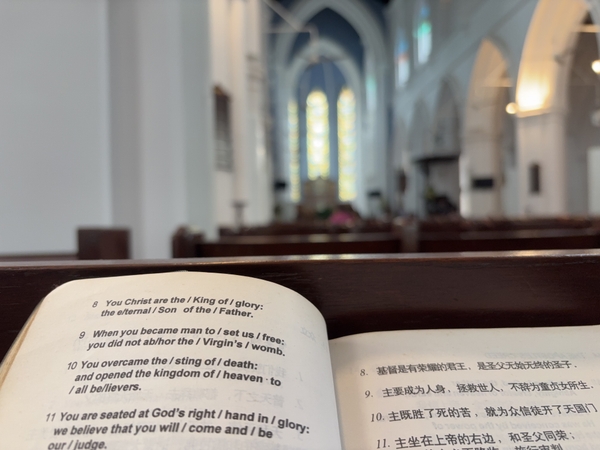 8 You Christ are the / King of / glory:
the e/ternal / Son of the / Father.
9 When you became man to / set us / free:
you did not ab/hor the / Virgin's / womb.
10 You overcame the / sting of / death:
and opened the kingdom of / heaven · to
/ all be/lievers.
11 You are seated at God's right / hand in / glory:
we believe that you will / come and / be
our / judge.
8. 基督是有荣耀的君王，是圣父无始无终的圣子．
9. 主要成为人身，拯救世人，不辞为童贞女所生．
10. 主既胜了死的苦，就为众信徒开了天国门
11. 主坐在上帝的右边，和圣父同荣；